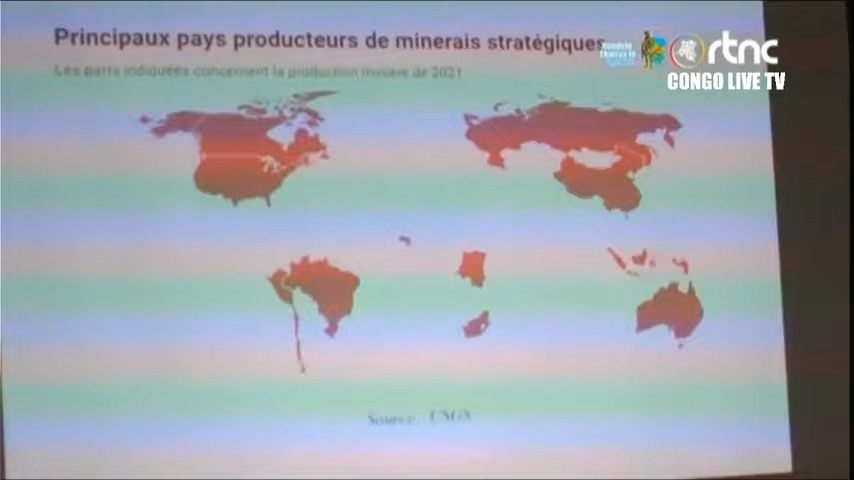 Principaux pays producteurs de minerais stratégiques
Les parts indiquées concernent la production minière de 2021
rtnc
CONGO LIVE TV
Source USGS